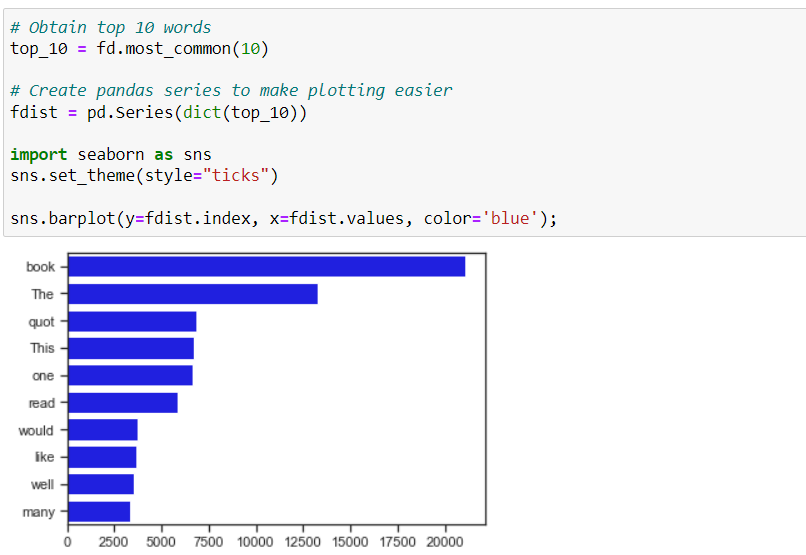 # Obtain top 10 words
top_10 = fd.most_common(10)
# Create pandas series to make plotting easier
fdist = pd.Series(dict(top_10))
import seaborn as sns
sns.set_theme(style="ticks")
sns.barplot(y=fdist.index, x=fdist.values, color='blue');
book
The
quot
This
one
read
would
like
well
many
0 2500 5000 7500 10000 12500 15000 17500 20000